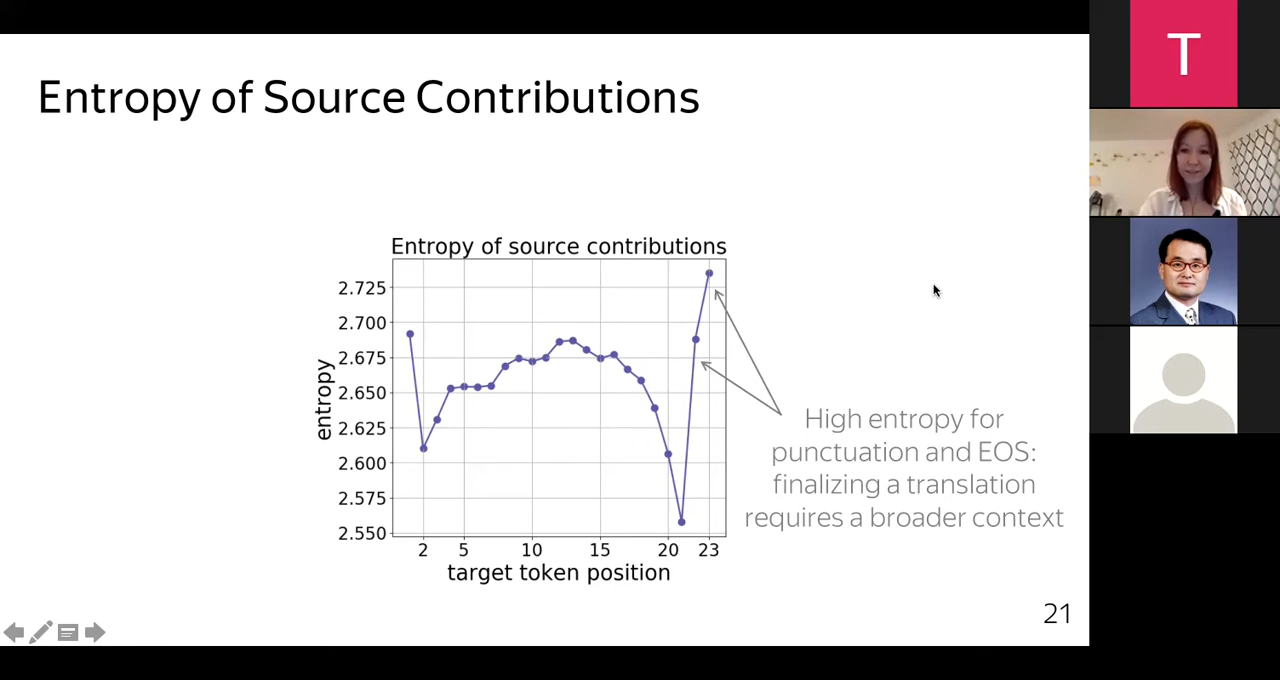 Entropy of Source Contributions
T
Entropy of source contributions
2.725
2.700
2.675
2.650
2.625
2.600
2.575
2.550
entropy
2 5 10 15 20 23
target token position
High entropy for
punctuation and EOS:
finalizing a translation
requires a broader context
21